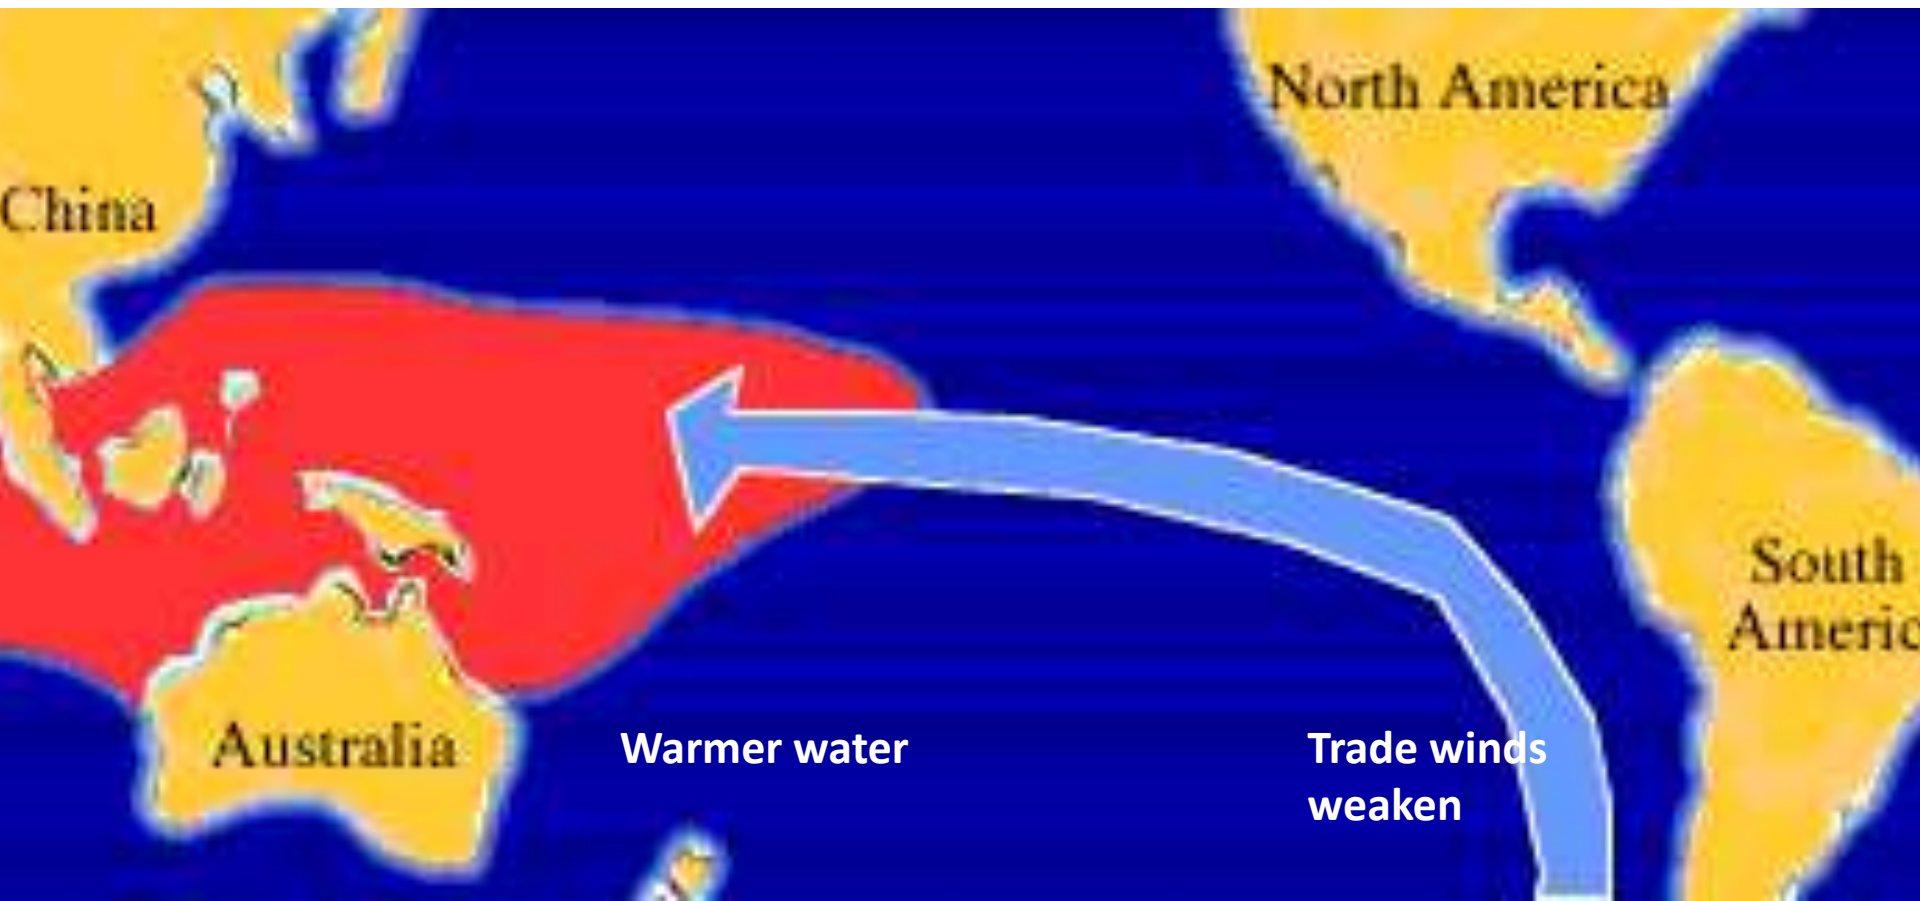 North America
China
South
Americ
Australia
Warmer water
Trade winds
weaken